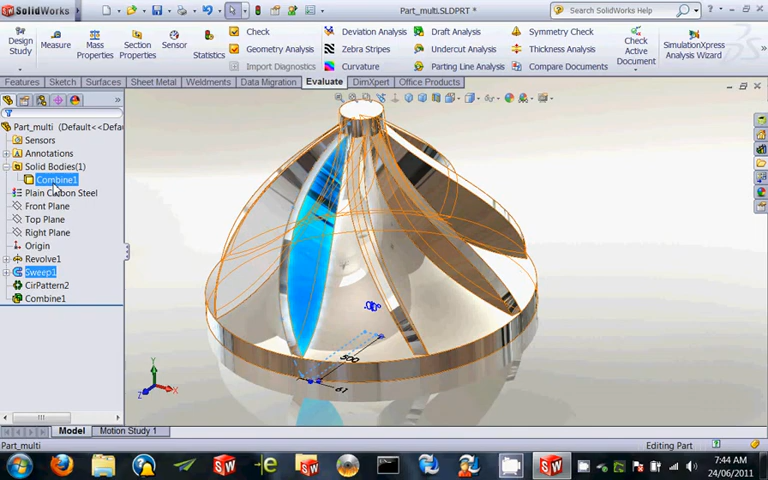 SolidWorks
Part_multi.SLDPRT *
Search SolidWorks Help
Design Study
Measure
Mass Properties
Section Properties
Sensor
Statistics
Check
Geometry Analysis
Import Diagnostics
Deviation Analysis
Zebra Stripes
Curvature
Draft Analysis
Undercut Analysis
Parting Line Analysis
Symmetry Check
Thickness Analysis
Compare Documents
Check Active Document
SimulationXpress Analysis Wizard
Features
Sketch
Surfaces
Sheet Metal
Weldments
Data Migration
Evaluate
DimXpert
Office Products
Part_multi (Default<<Defau
Sensors
Annotations
Solid Bodies(1)
Combine1
Plain Carbon Steel
Front Plane
Top Plane
Right Plane
Origin
Revolve1
Sweep1
CirPattern2
Combine1
500
61
Y
X
Z
Model
Motion Study 1
Part_multi
Editing Part
7:44 AM
24/06/2011